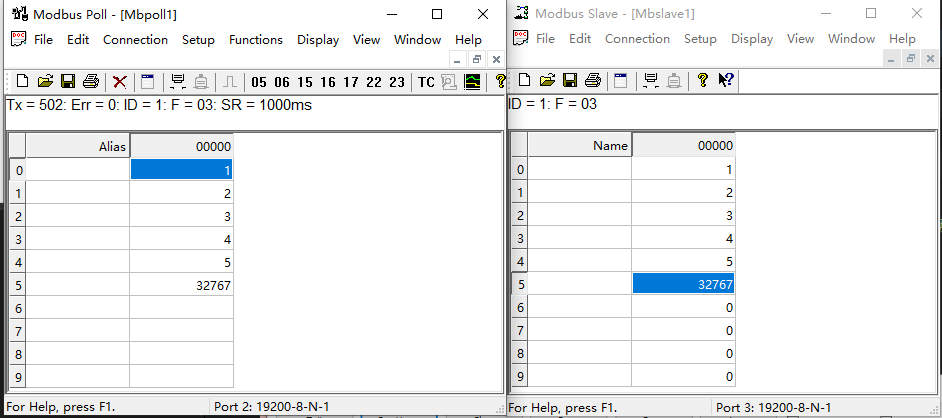 Modbus Poll - [Mbpoll1]
File Edit Connection Setup Functions Display View Window Help
05 06 15 16 17 22 23 TC
Tx = 502: Err = 0: ID = 1: F = 03: SR = 1000ms
Alias 00000
0 1
1 2
2 3
3 4
4 5
5 32767
6
7
8
9
For Help, press F1. Port 2: 19200-8-N-1
Modbus Slave - [Mbslave1]
File Edit Connection Setup Display View Window Help
ID = 1: F = 03
Name 00000
0 1
1 2
2 3
3 4
4 5
5 32767
6 0
7 0
8 0
9 0
For Help, press F1. Port 3: 19200-8-N-1